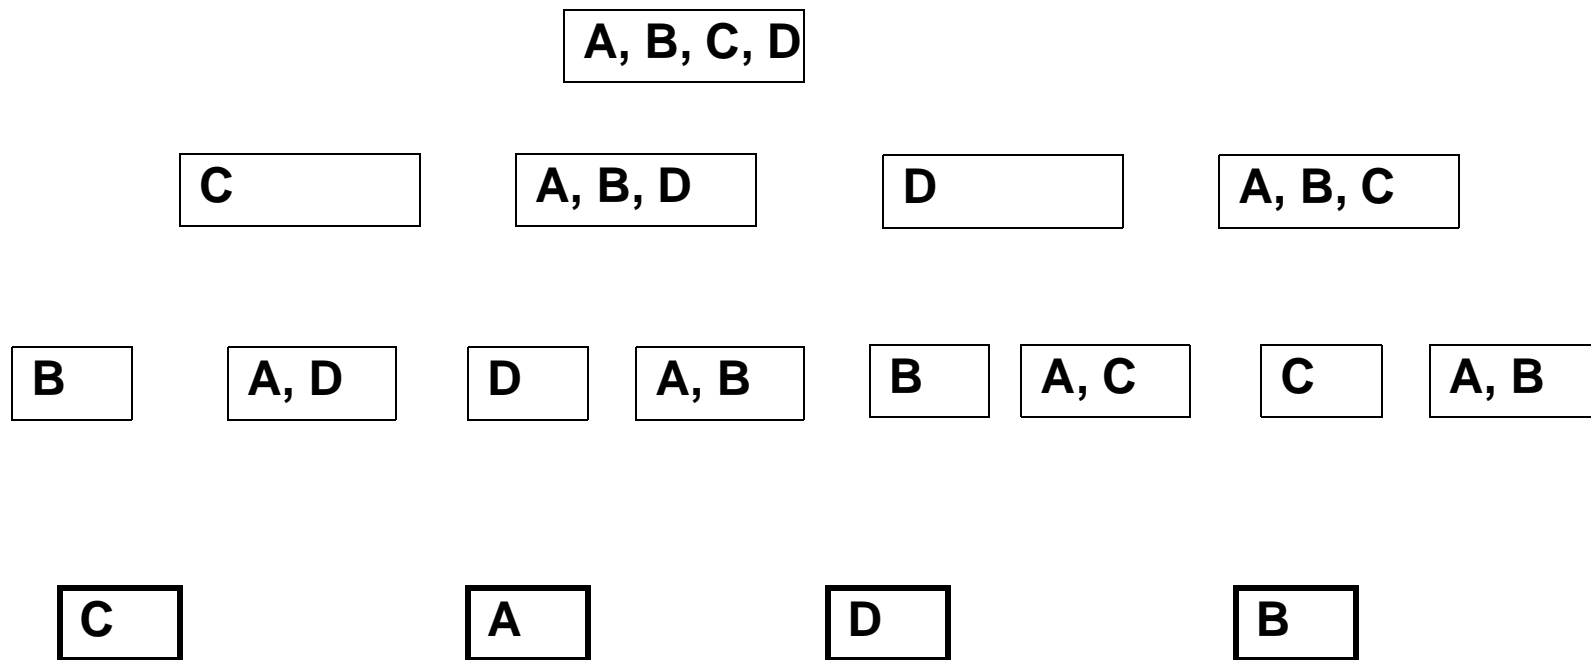 A, B, C, D
C A, B, D D A, B, C
B A, D D A, B B A, C C A, B
C A D B